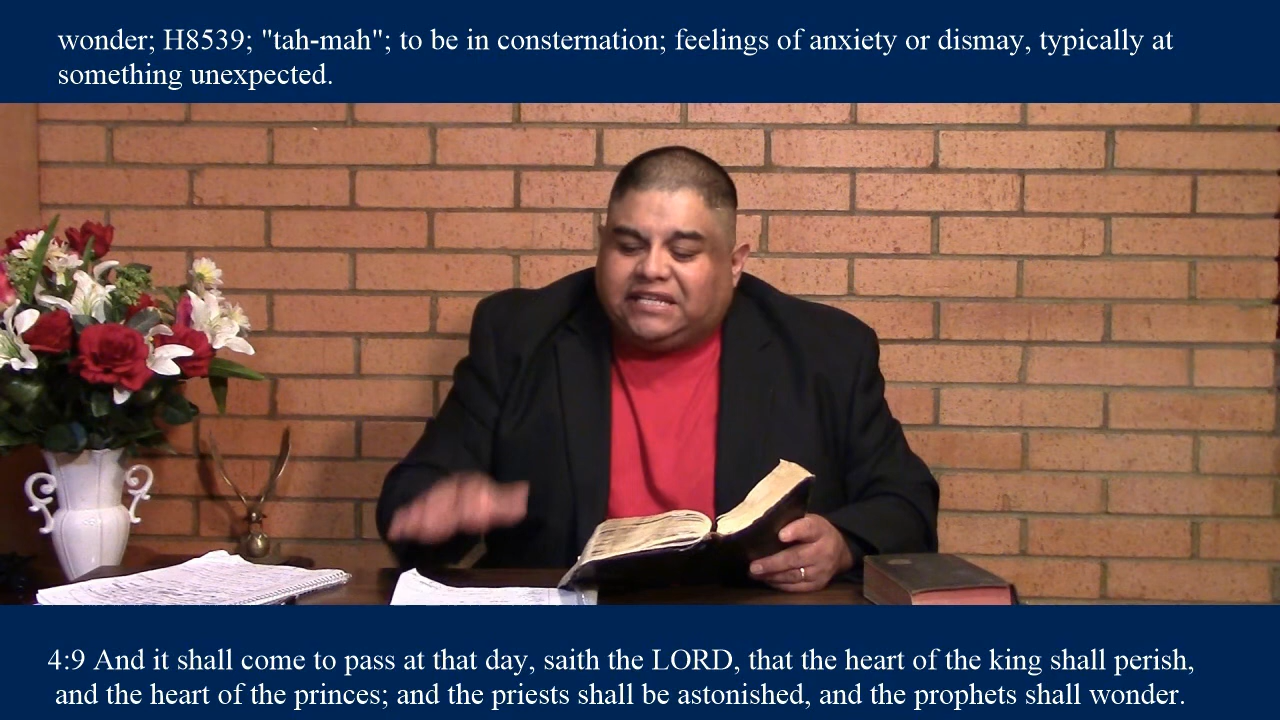 wonder; H8539; "tah-mah"; to be in consternation; feelings of anxiety or dismay, typically at
something unexpected.
4:9 And it shall come to pass at that day, saith the LORD, that the heart of the king shall perish,
and the heart of the princes; and the priests shall be astonished, and the prophets shall wonder.